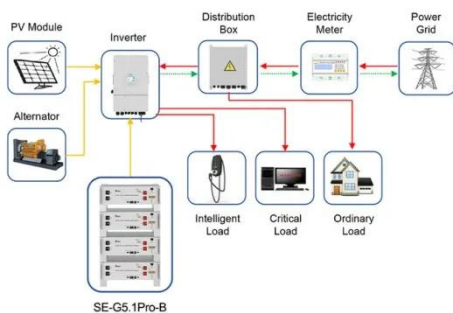 PV Module
Inverter
Distribution
Box
Electricity
Meter
Power
Grid
Alternator
Intelligent
Load
Critical
Load
Ordinary
Load
SE-G5.1Pro-B